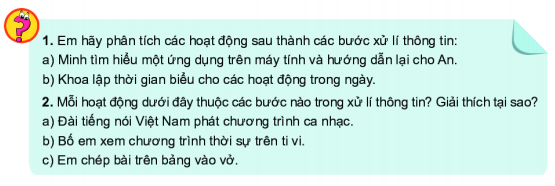 1. Em hãy phân tích các hoạt động sau thành các bước xử lí thông tin:
a) Minh tìm hiểu một ứng dụng trên máy tính và hướng dẫn lại cho An.
b) Khoa lập thời gian biểu cho các hoạt động trong ngày.
2. Mỗi hoạt động dưới đây thuộc các bước nào trong xử lí thông tin? Giải thích tại sao?
a) Đài tiếng nói Việt Nam phát chương trình ca nhạc.
b) Bố em xem chương trình thời sự trên ti vi.
c) Em chép bài trên bảng vào vở.